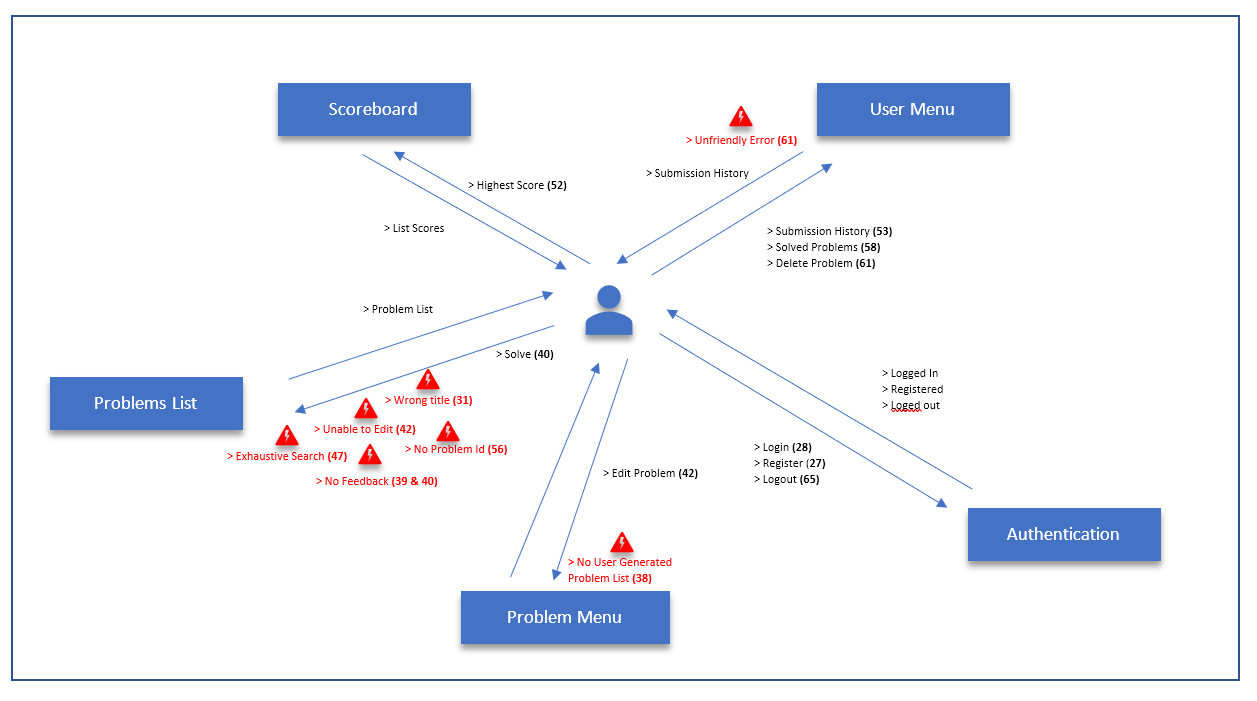 Scoreboard
User Menu
> Unfriendly Error (61)
> Submission History
> Highest Score (52)
> List Scores
> Submission History (53)
> Solved Problems (58)
> Delete Problem (61)
> Problem List
> Solve (40)
Problems List
> Wrong title (31)
> Unable to Edit (42)
> No Problem Id (56)
> Exhaustive Search (47)
> No Feedback (39 & 40)
> Logged In
> Registered
> Loged out
> Login (28)
> Register (27)
> Logout (65)
> Edit Problem (42)
Authentication
> No User Generated
Problem List (38)
Problem Menu